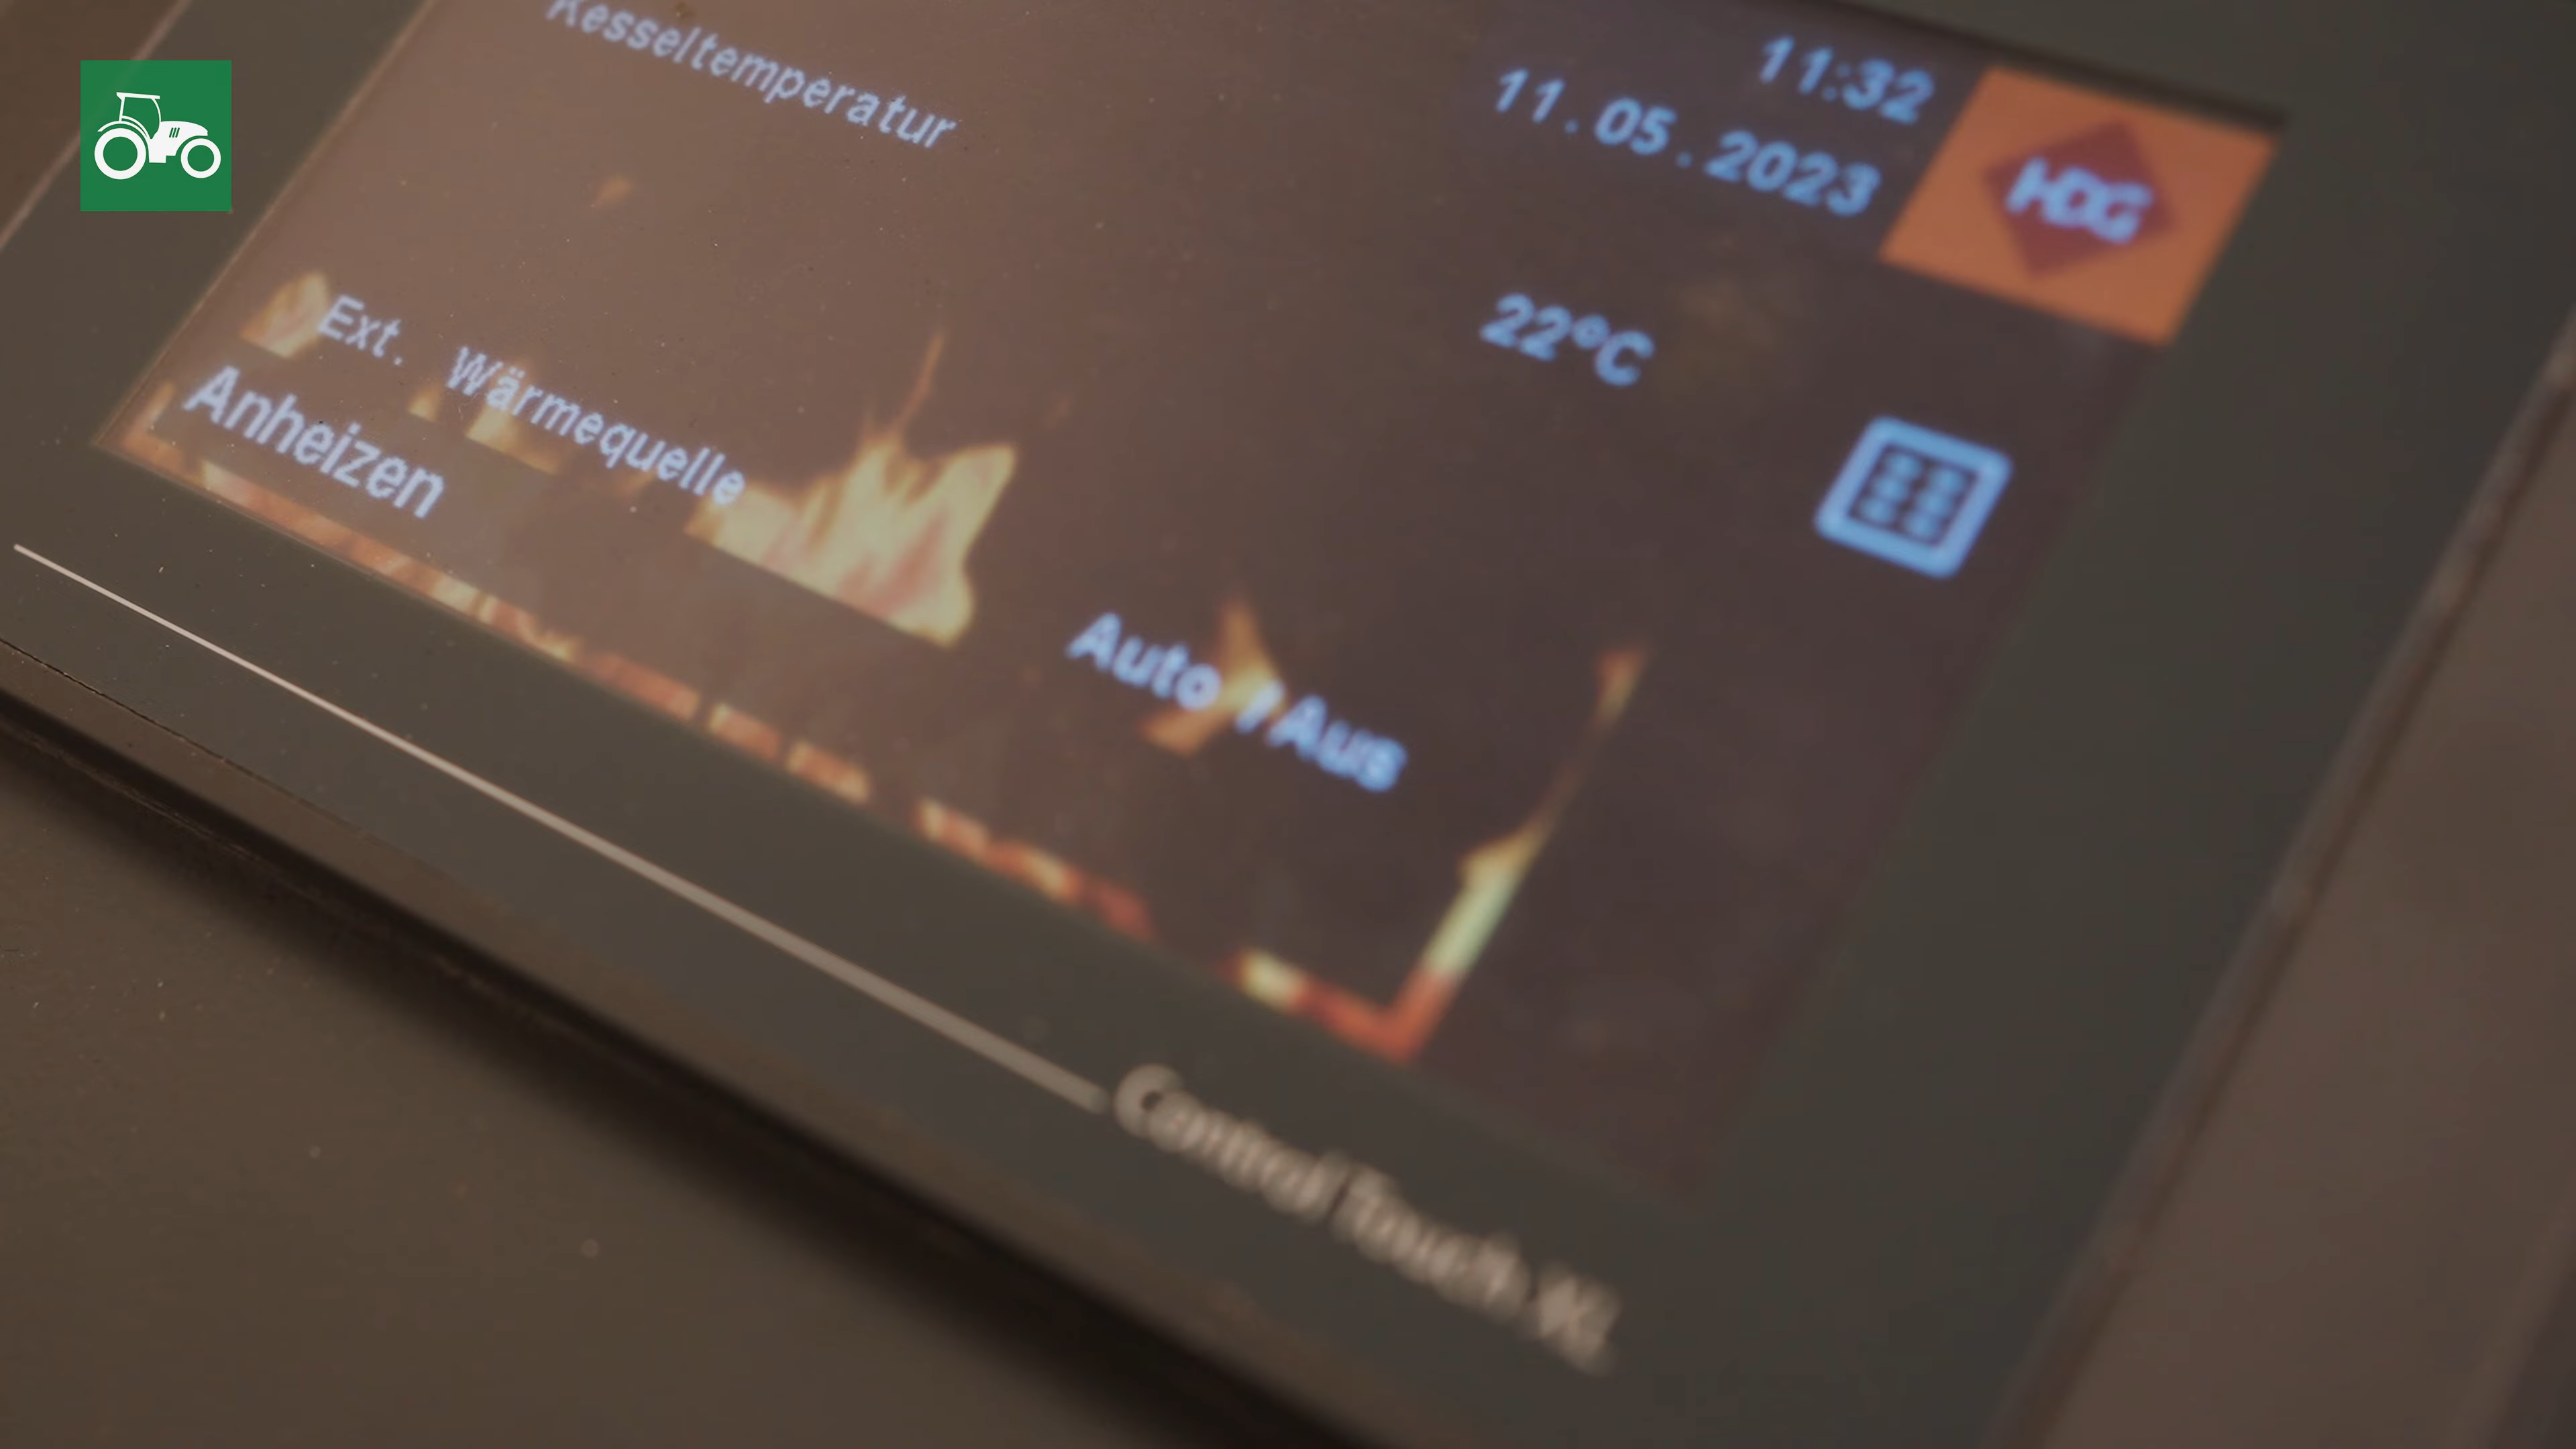 Kesseltemperatur
11:32
11.05.2023
HDG
22°C
Ext. Wärmequelle
Anheizen
Auto / Aus
Control Touch